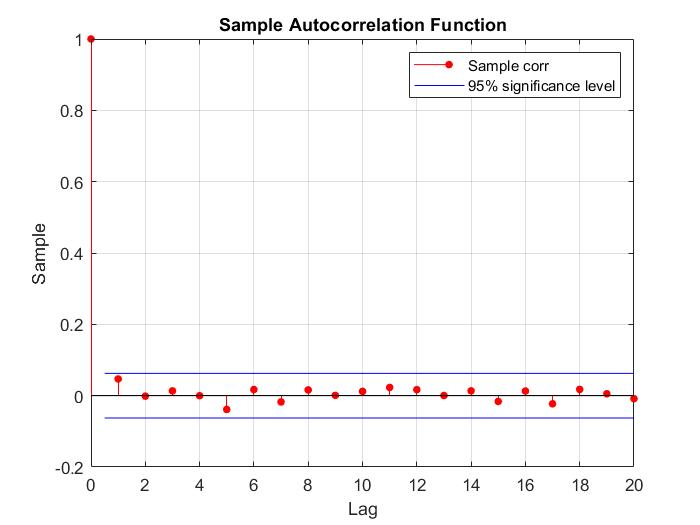 Sample Autocorrelation Function
Sample corr
95% significance level
1
0.8
0.6
0.4
0.2
0
-0.2
Sample
0 2 4 6 8 10 12 14 16 18 20
Lag